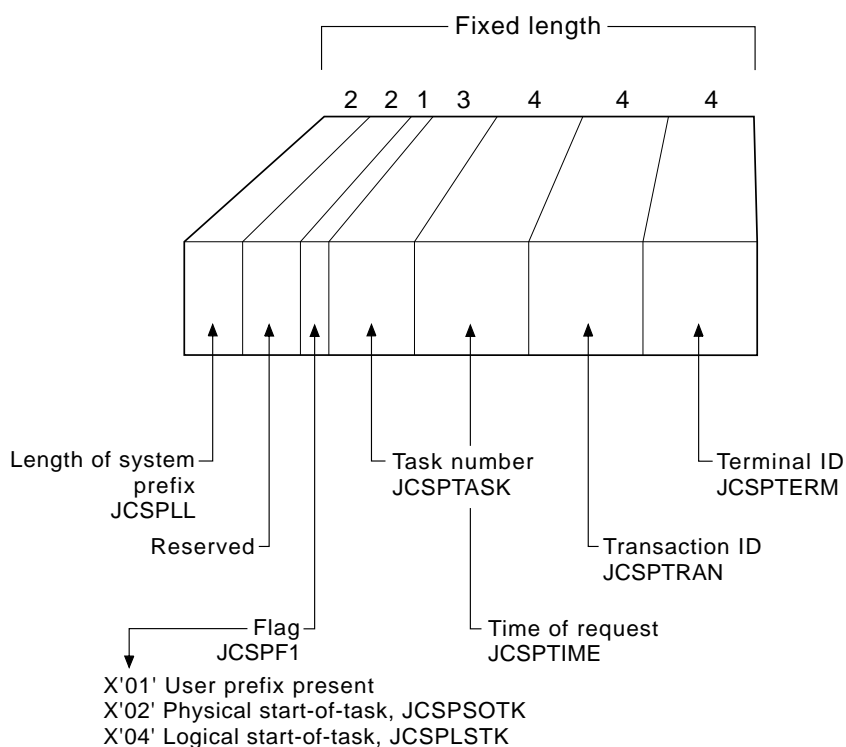 Fixed length
2 2 1 3 4 4 4
Length of system
prefix
JCSPLL
Task number
JCSPTASK
Terminal ID
JCSPTERM
Reserved
Transaction ID
JCSPTRAN
Flag
JCSPF1
Time of request
JCSPTIME
X'01' User prefix present
X'02' Physical start-of-task, JCSPSOTK
X'04' Logical start-of-task, JCSPLSTK